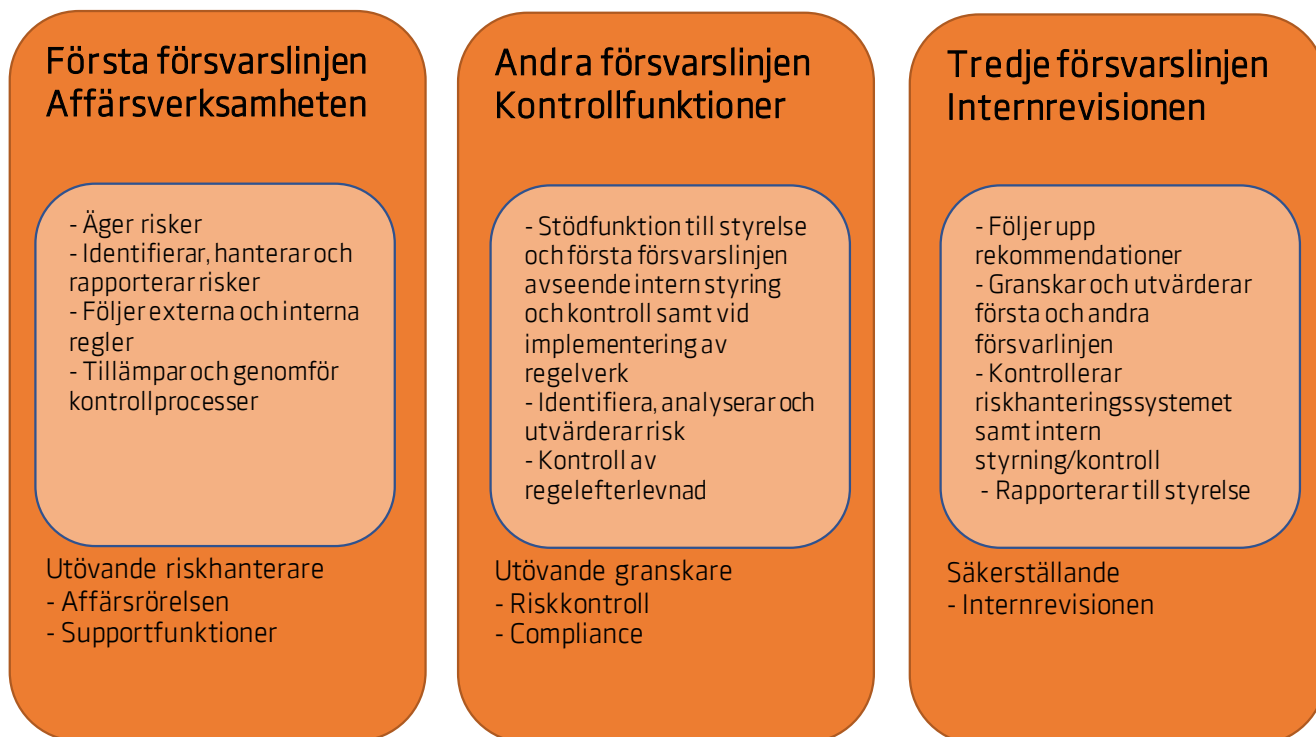 Första försvarslinjen
Affärsverksamheten
- Äger risker
- Identifierar, hanterar och
rapporterar risker
- Följer externa och interna
regler
- Tillämpar och genomför
kontrollprocesser
Utövande riskhanterare
- Affärsrörelsen
- Supportfunktioner
Andra försvarslinjen
Kontrollfunktioner
- Stödfunktion till styrelse
och första försvarslinjen
avseende intern styring
och kontroll samt vid
implementering av
regelverk
- Identifiera, analyserar och
utvärderar risk
- Kontroll av
regelefterlevnad
Utövande granskare
- Riskkontroll
- Compliance
Tredje försvarslinjen
Internrevisionen
- Följer upp
rekommendationer
- Granskar och utvärderar
första och andra
försvarlinjen
- Kontrollerar
riskhanteringssystemet
samt intern
styrning/kontroll
- Rapporterar till styrelse
Säkerställande
- Internrevisionen